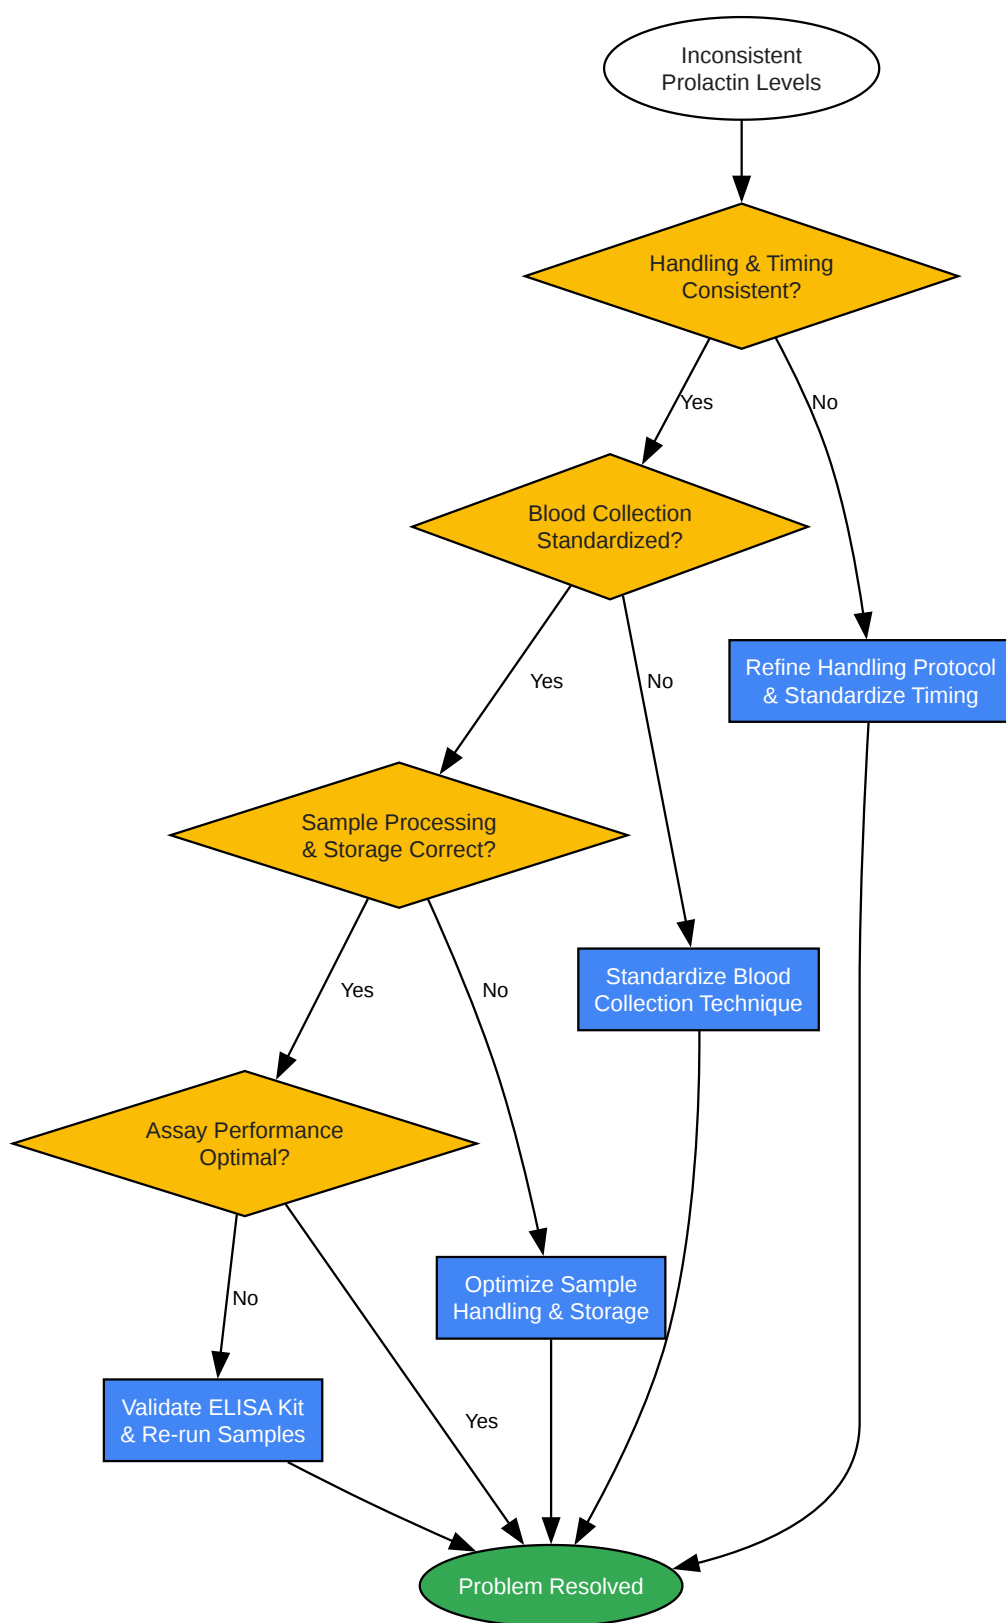 Inconsistent
Prolactin Levels
Handling & Timing
Consistent?
Yes
No
Blood Collection
Standardized?
Yes
No
Refine Handling Protocol
& Standardize Timing
Sample Processing
& Storage Correct?
Yes
No
Standardize Blood
Collection Technique
Assay Performance
Optimal?
No
Yes
Optimize Sample
Handling & Storage
Validate ELISA Kit
& Re-run Samples
Problem Resolved